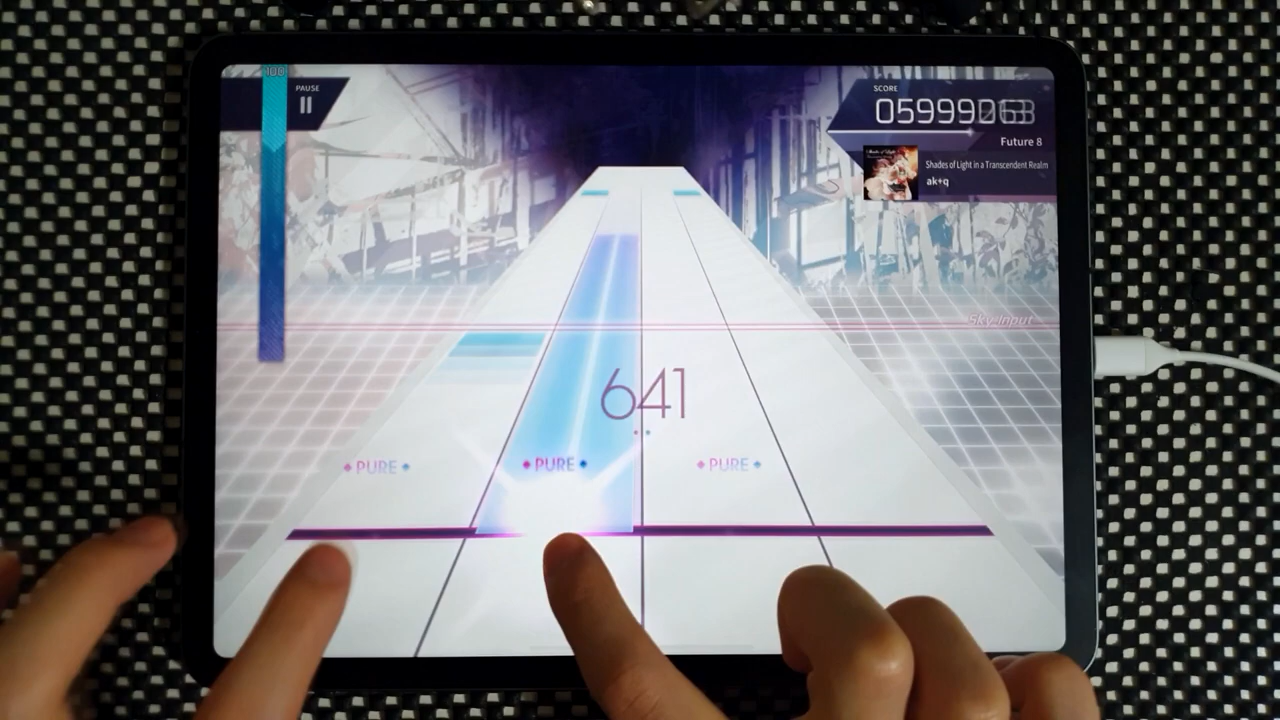 100
PAUSE
SCORE
Future 8
Shades of Light in a Transcendent Realm
ak+q
Sky Input
641
PURE
PURE
PURE